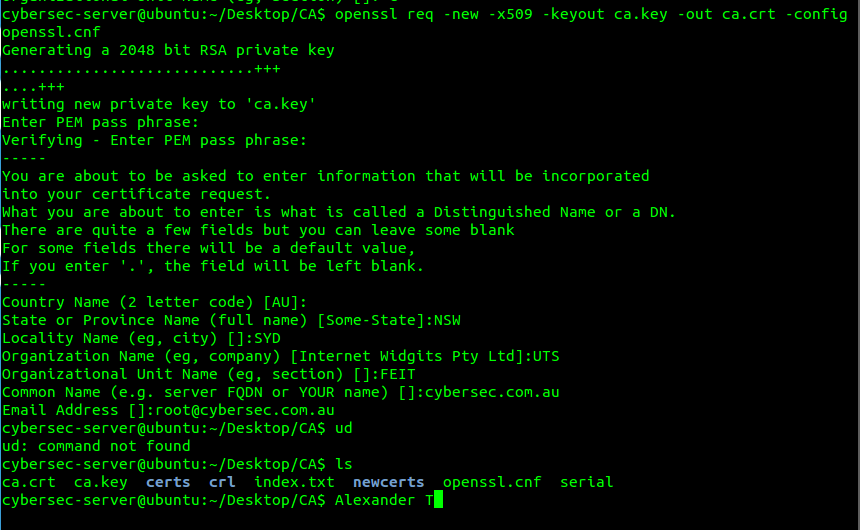 cybersec-server@ubuntu:~/Desktop/CA$ openssl req -new -x509 -keyout ca.key -out ca.crt -config
openssl.cnf
Generating a 2048 bit RSA private key
............................+++
....+++
writing new private key to 'ca.key'
Enter PEM pass phrase:
Verifying - Enter PEM pass phrase:
-----
You are about to be asked to enter information that will be incorporated
into your certificate request.
What you are about to enter is what is called a Distinguished Name or a DN.
There are quite a few fields but you can leave some blank
For some fields there will be a default value,
If you enter '.', the field will be left blank.
-----
Country Name (2 letter code) [AU]:
State or Province Name (full name) [Some-State]:NSW
Locality Name (eg, city) []:SYD
Organization Name (eg, company) [Internet Widgits Pty Ltd]:UTS
Organizational Unit Name (eg, section) []:FEIT
Common Name (e.g. server FQDN or YOUR name) []:cybersec.com.au
Email Address []:root@cybersec.com.au
cybersec-server@ubuntu:~/Desktop/CA$ ud
ud: command not found
cybersec-server@ubuntu:~/Desktop/CA$ ls
ca.crt  ca.key  certs  crl  index.txt  newcerts  openssl.cnf  serial
cybersec-server@ubuntu:~/Desktop/CA$ Alexander T